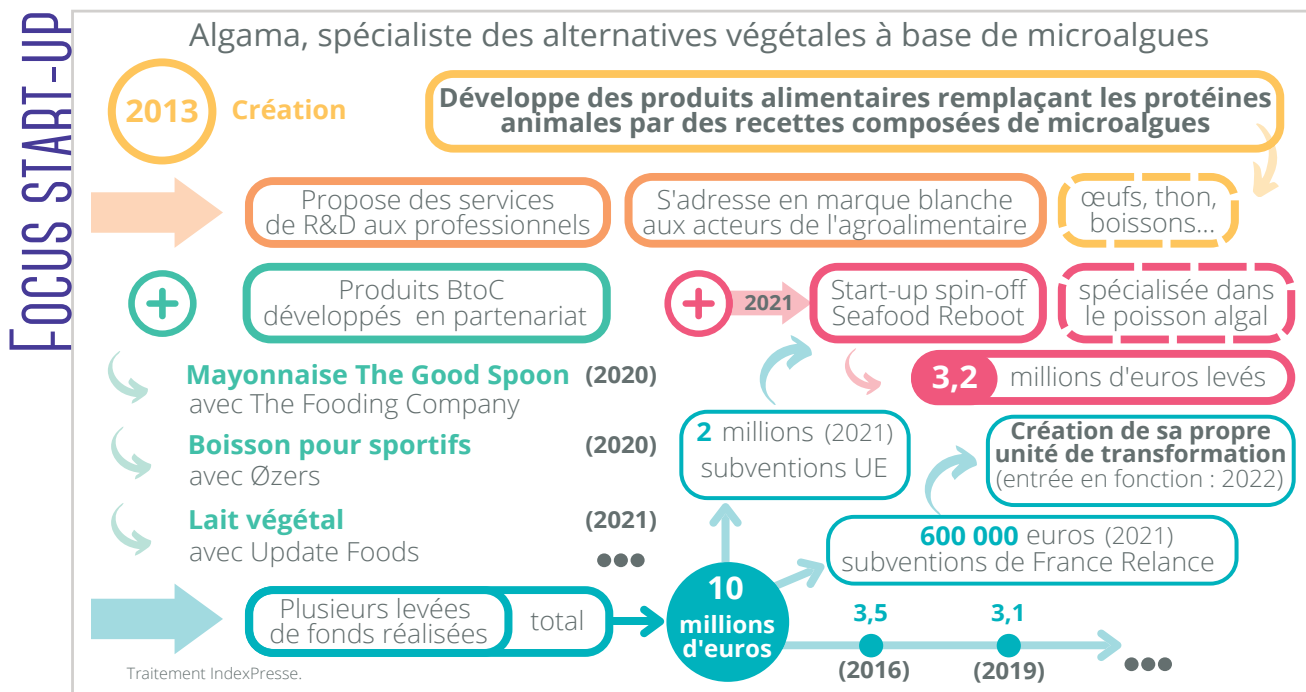 FOCUS START-UP
Algama, spécialiste des alternatives végétales à base de microalgues
2013
Création
Développe des produits alimentaires remplaçant les protéines
animales par des recettes composées de microalgues
Propose des services
de R&D aux professionnels
S'adresse en marque blanche
aux acteurs de l'agroalimentaire
œufs, thon,
boissons...
+
Produits BtoC
développés en partenariat
+
2021
Start-up spin-off
Seafood Reboot
spécialisée dans
le poisson algal
3,2 millions d'euros levés
Mayonnaise The Good Spoon (2020)
avec The Fooding Company
Boisson pour sportifs (2020)
avec Øzers
Lait végétal (2021)
avec Update Foods
2 millions (2021)
subventions UE
Création de sa propre
unité de transformation
(entrée en fonction : 2022)
600 000 euros (2021)
subventions de France Relance
Plusieurs levées
de fonds réalisées
total
10
millions
d'euros
3,5
(2016)
3,1
(2019)
Traitement IndexPresse.